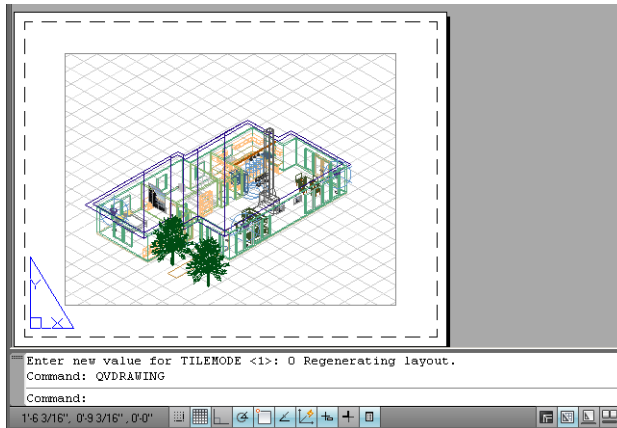 Y
X
Enter new value for TILEMODE <1>: 0 Regenerating layout.
Command: QVDRAWING
Command:
1'-6 3/16", 0'-9 3/16" , 0'-0"